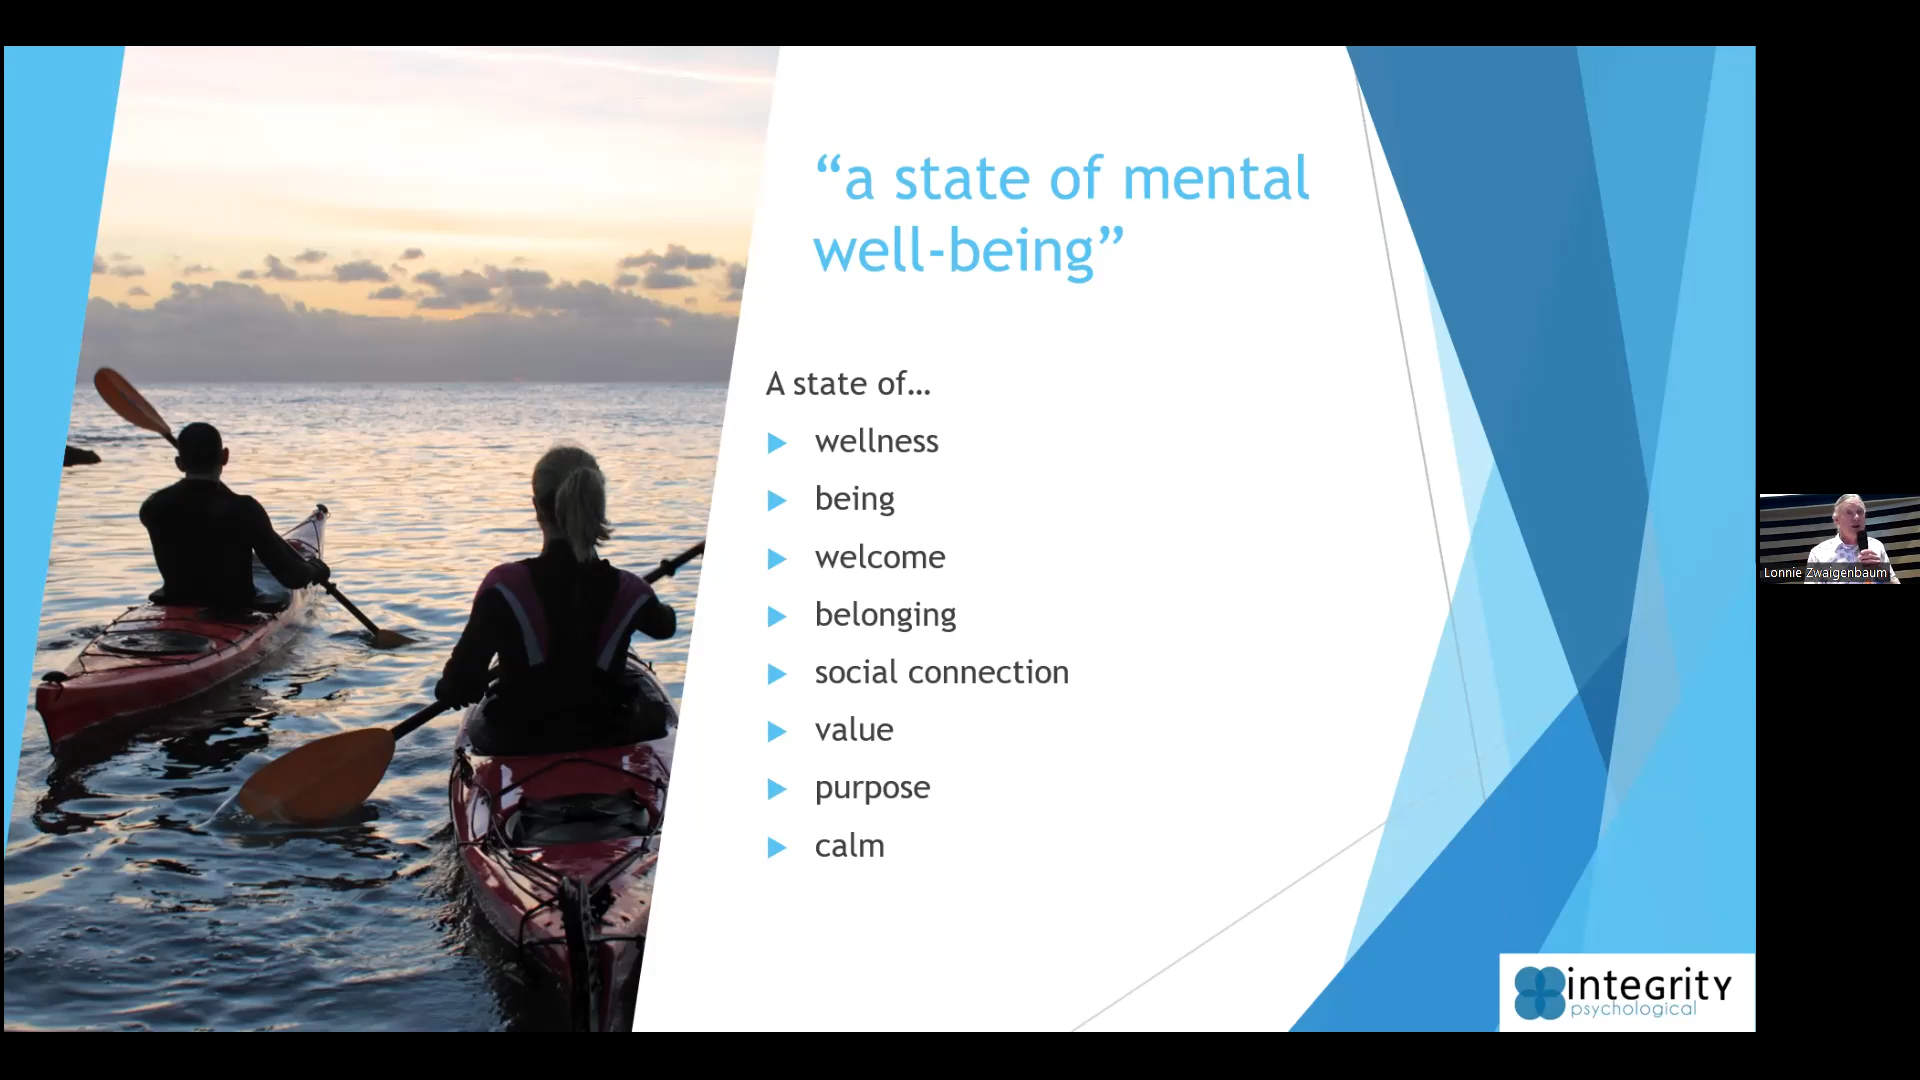 “a state of mental
well-being”
A state of…
wellness
being
welcome
belonging
social connection
value
purpose
calm
Lonnie Zwaigenbaum
integrity
psychological